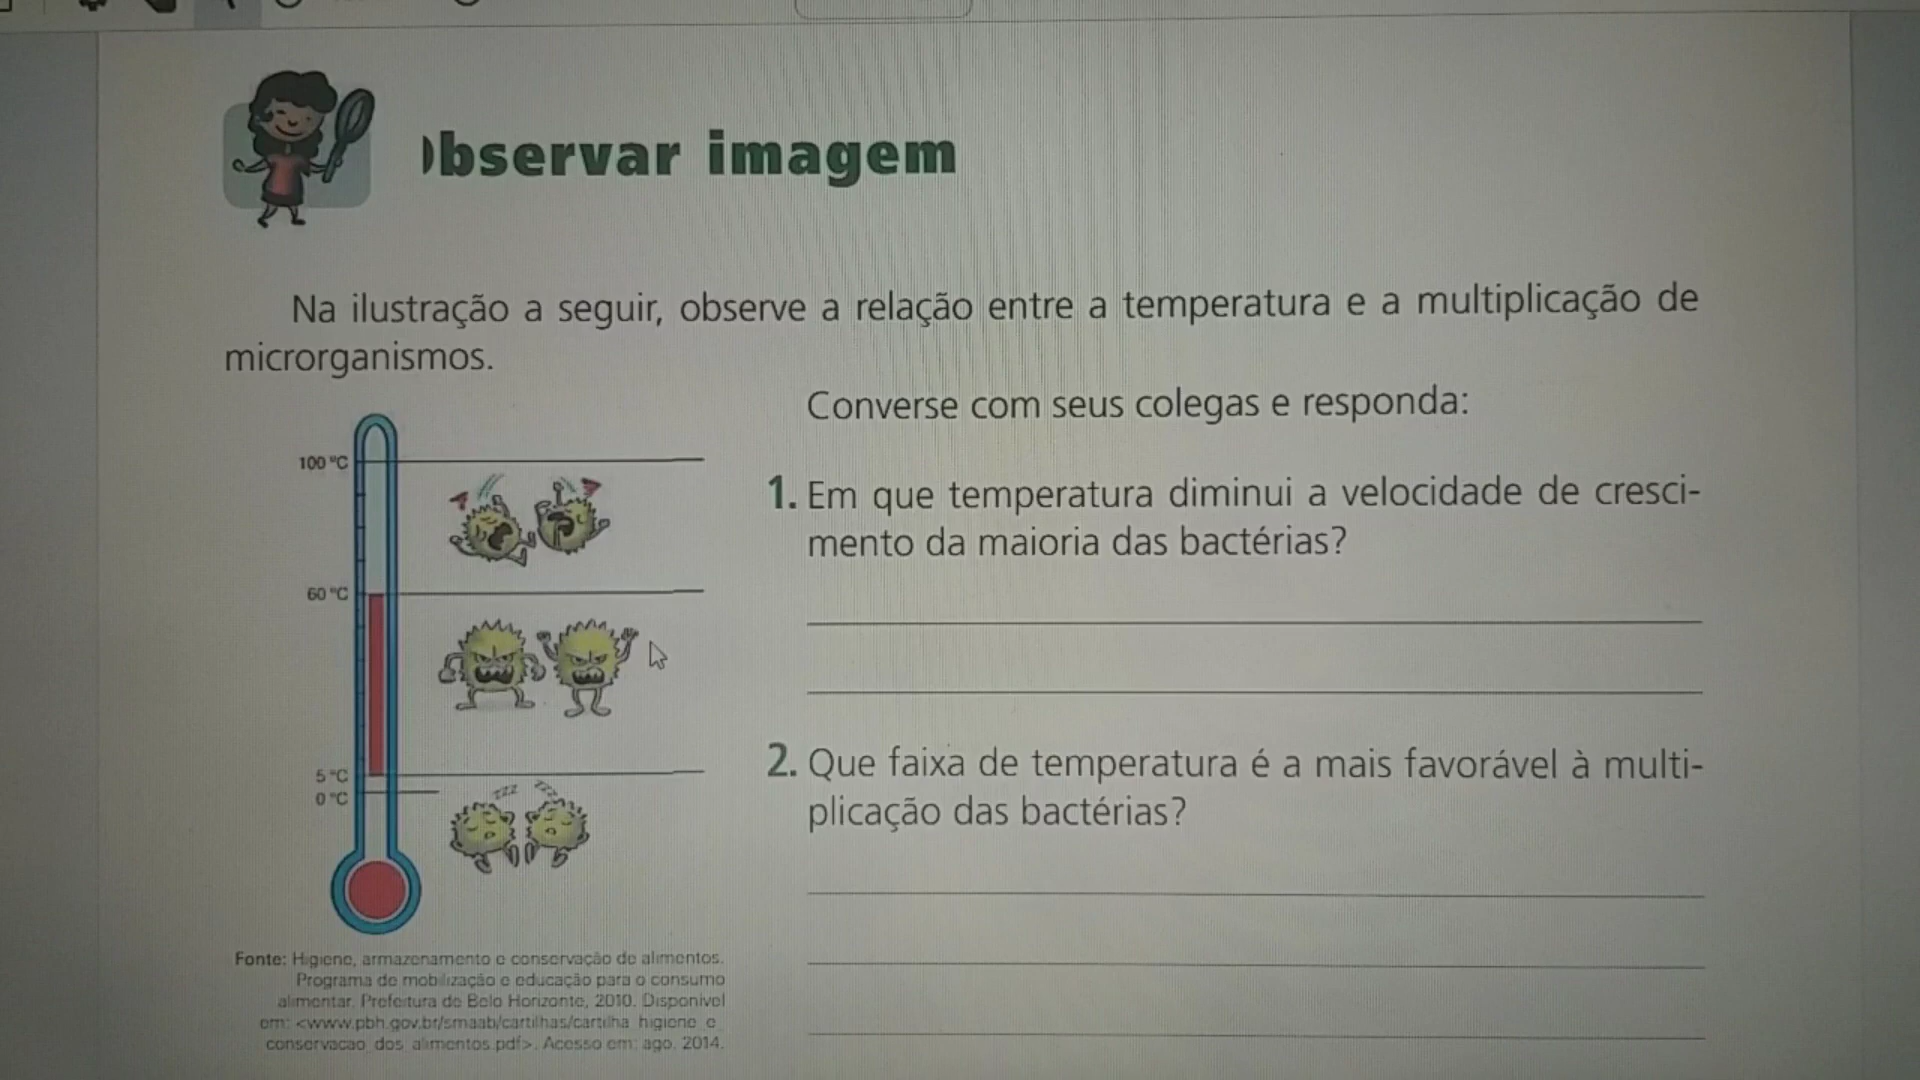 Observar imagem
Na ilustração a seguir, observe a relação entre a temperatura e a multiplicação de
microrganismos.
Converse com seus colegas e responda:
100 °C
1. Em que temperatura diminui a velocidade de cresci-
mento da maioria das bactérias?
60 °C
2. Que faixa de temperatura é a mais favorável à multi-
plicação das bactérias?
5 °C
0 °C
zzz zzz
Fonte: Higiene, armazenamento e conservação de alimentos.
Programa de mobilização e educação para o consumo
alimentar. Prefeitura de Belo Horizonte, 2010. Disponível
em: <www.pbh.gov.br/smaab/cartilhas/cartilha_higiene_e_
conservacao_dos_alimentos.pdf>. Acesso em: ago. 2014.